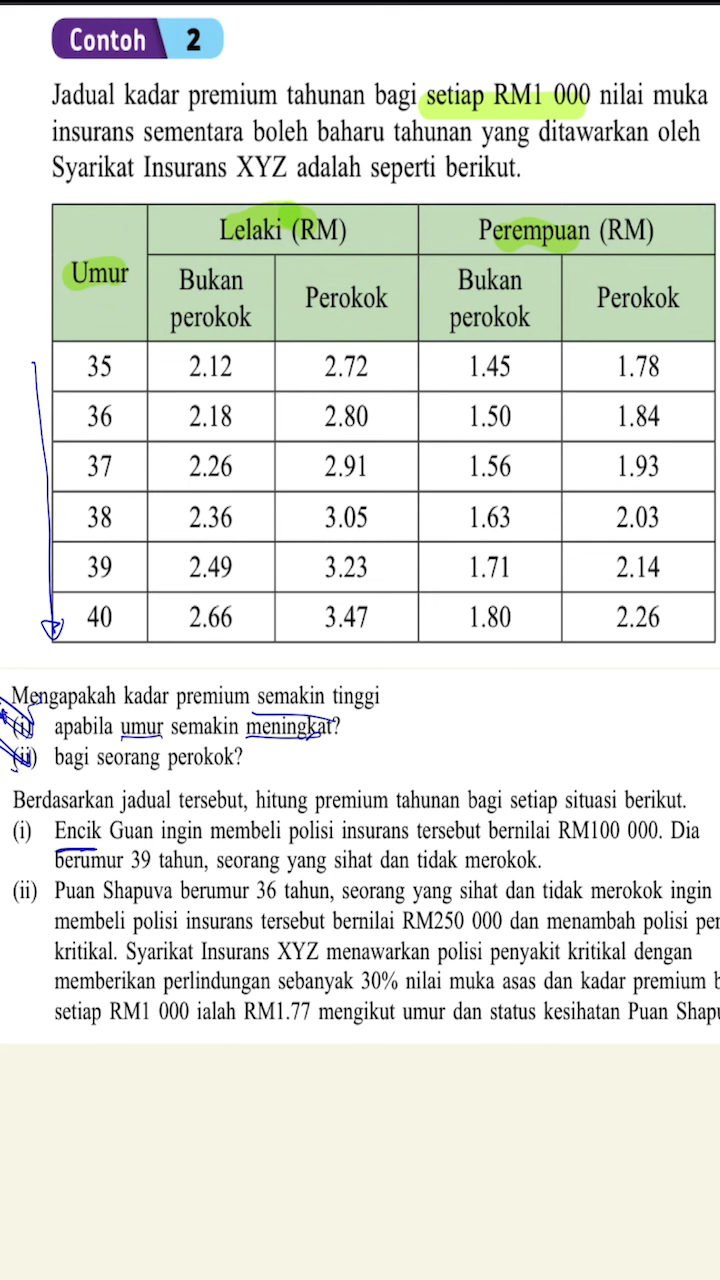 Contoh 2
Jadual kadar premium tahunan bagi setiap RM1 000 nilai muka
insurans sementara boleh baharu tahunan yang ditawarkan oleh
Syarikat Insurans XYZ adalah seperti berikut.
Umur Lelaki (RM) Perempuan (RM)
Bukan perokok Perokok Bukan perokok Perokok
35 2.12 2.72 1.45 1.78
36 2.18 2.80 1.50 1.84
37 2.26 2.91 1.56 1.93
38 2.36 3.05 1.63 2.03
39 2.49 3.23 1.71 2.14
40 2.66 3.47 1.80 2.26
Mengapakah kadar premium semakin tinggi
(i) apabila umur semakin meningkat?
(ii) bagi seorang perokok?
Berdasarkan jadual tersebut, hitung premium tahunan bagi setiap situasi berikut.
(i) Encik Guan ingin membeli polisi insurans tersebut bernilai RM100 000. Dia
berumur 39 tahun, seorang yang sihat dan tidak merokok.
(ii) Puan Shapuva berumur 36 tahun, seorang yang sihat dan tidak merokok ingin
membeli polisi insurans tersebut bernilai RM250 000 dan menambah polisi
kritikal. Syarikat Insurans XYZ menawarkan polisi penyakit kritikal dengan
memberikan perlindungan sebanyak 30% nilai muka asas dan kadar premium
setiap RM1 000 ialah RM1.77 mengikut umur dan status kesihatan Puan